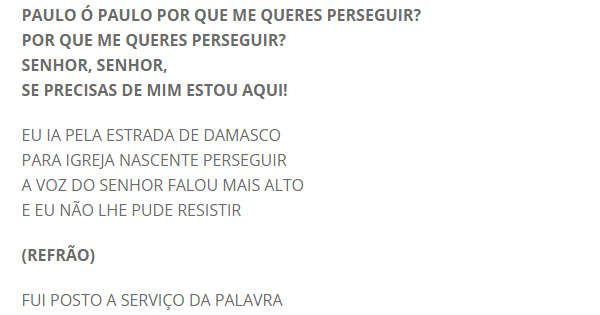 PAULO Ó PAULO POR QUE ME QUERES PERSEGUIR?
POR QUE ME QUERES PERSEGUIR?
SENHOR, SENHOR,
SE PRECISAS DE MIM ESTOU AQUI!
EU IA PELA ESTRADA DE DAMASCO
PARA IGREJA NASCENTE PERSEGUIR
A VOZ DO SENHOR FALOU MAIS ALTO
E EU NÃO LHE PUDE RESISTIR
(REFRÃO)
FUI POSTO A SERVIÇO DA PALAVRA